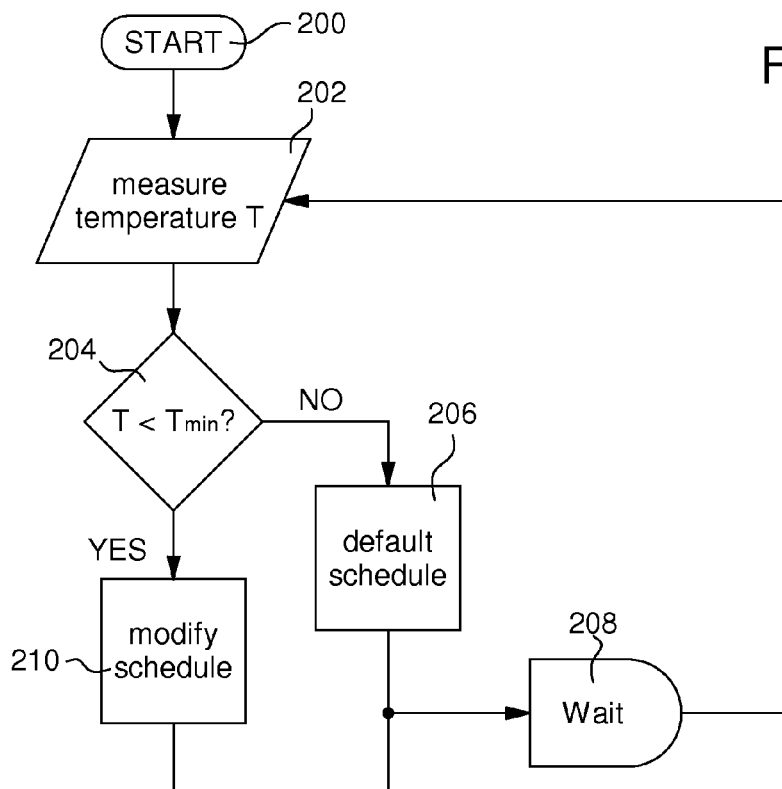 START
200
202
measure
temperature T
204
T < Tmin?
NO
206
YES
default
schedule
modify
schedule
210
208
Wait
F